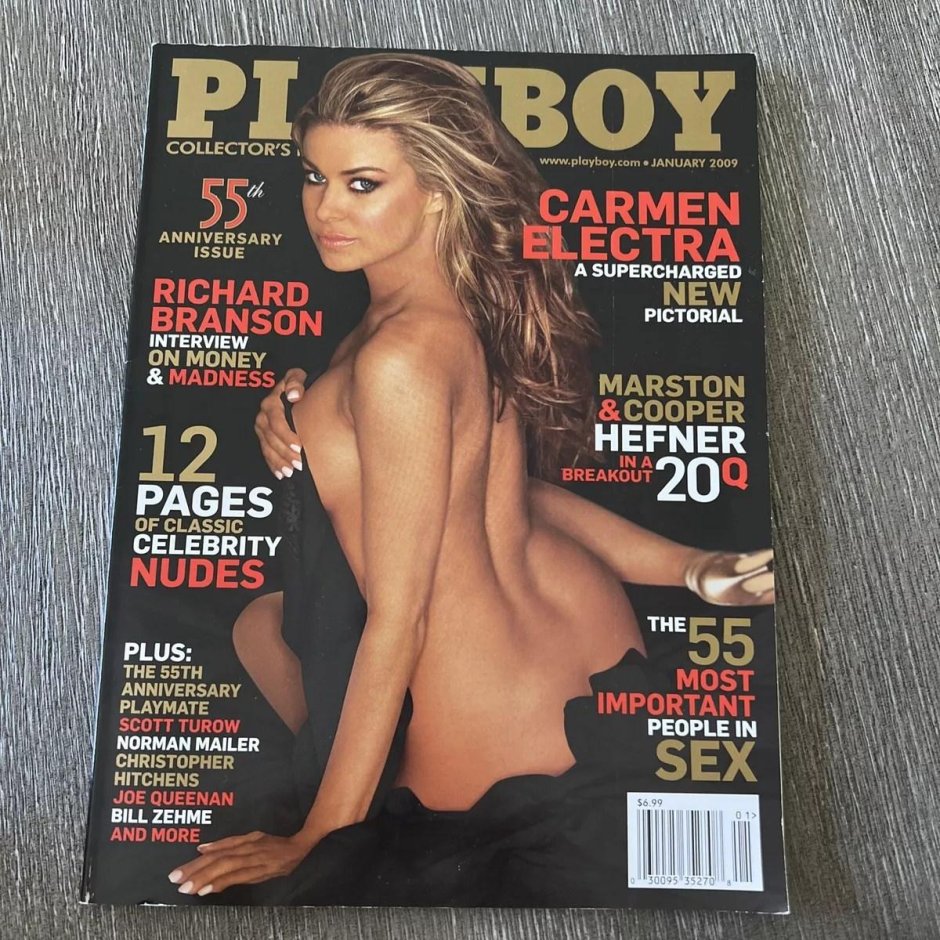 PL YBOY
COLLECTOR'S
www.playboy.com • JANUARY 2009
55th
ANNIVERSARY
ISSUE
CARMEN
ELECTRA
A SUPERCHARGED
NEW
PICTORIAL
RICHARD
BRANSON
INTERVIEW
ON MONEY
& MADNESS
MARSTON
& COOPER
HEFNER
IN A
BREAKOUT
20Q
12
PAGES
OF CLASSIC
CELEBRITY
NUDES
THE 55
MOST
IMPORTANT
PEOPLE IN
SEX
PLUS:
THE 55TH
ANNIVERSARY
PLAYMATE
SCOTT TUROW
NORMAN MAILER
CHRISTOPHER
HITCHENS
JOE QUEENAN
BILL ZEHME
AND MORE
$6.99
01>
0 30095 35270 8